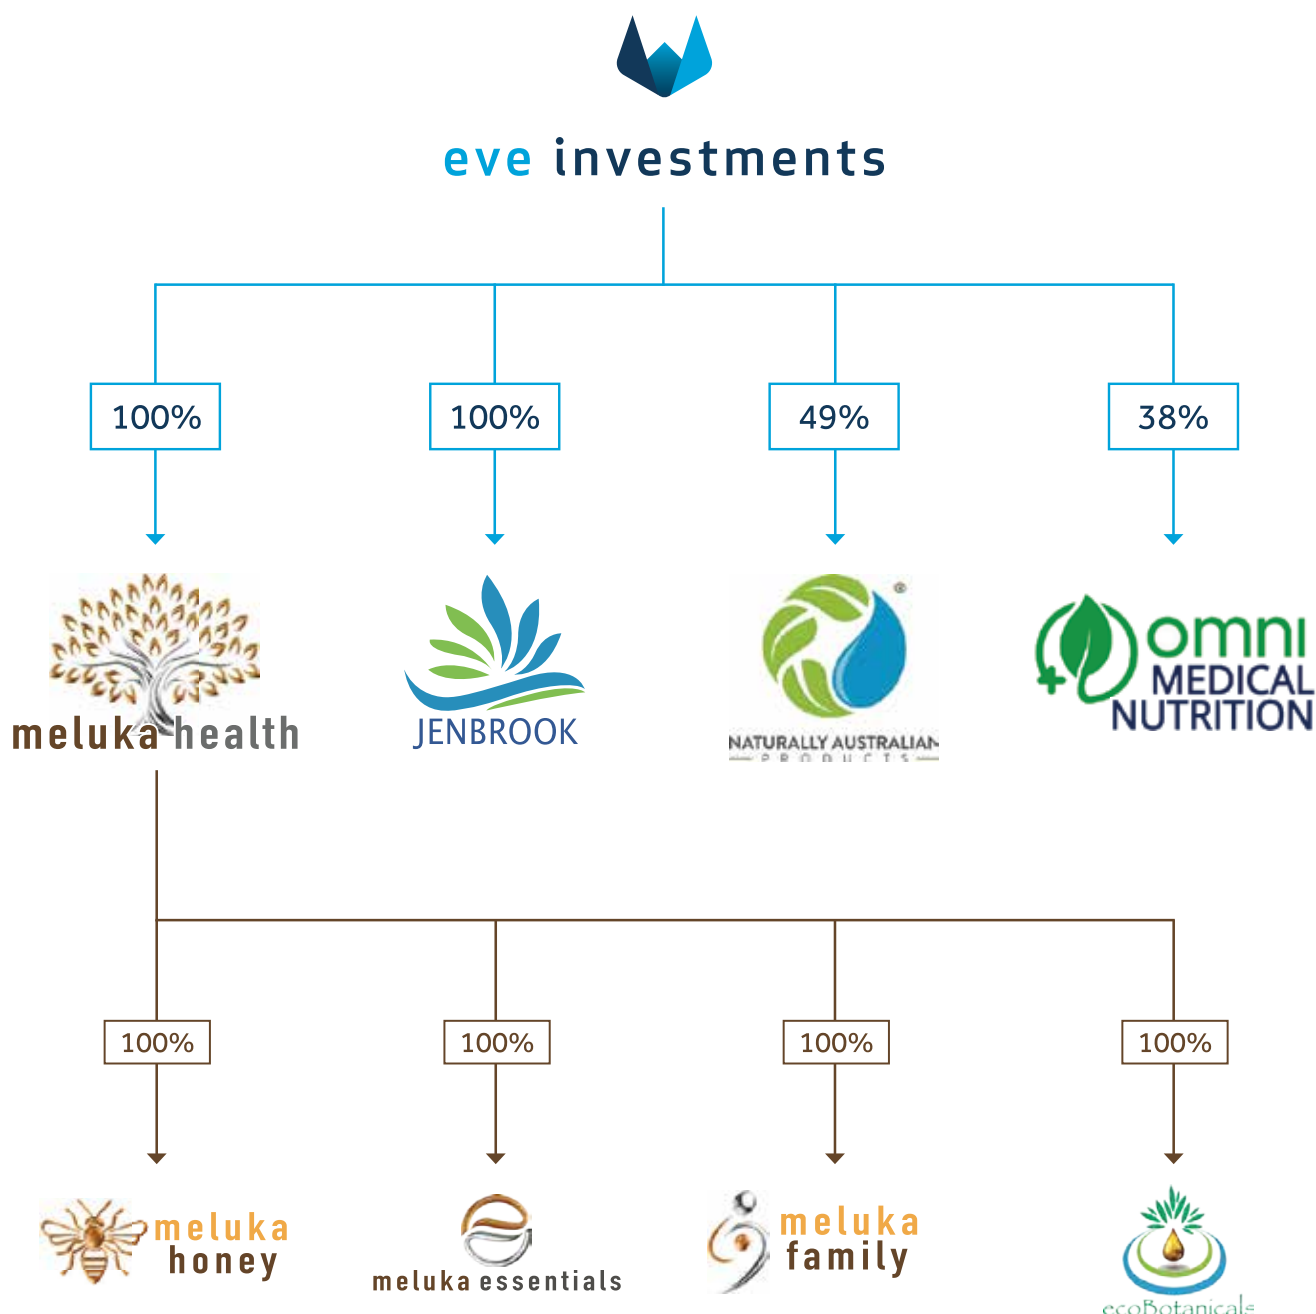 eve investments
100%
100%
49%
38%
meluka health
JENBROOK
®
NATURALLY AUSTRALIAN
PRODUCTS
omni
MEDICAL
NUTRITION
100%
100%
100%
100%
meluka
honey
meluka essentials
meluka
family
ecoBotanicals